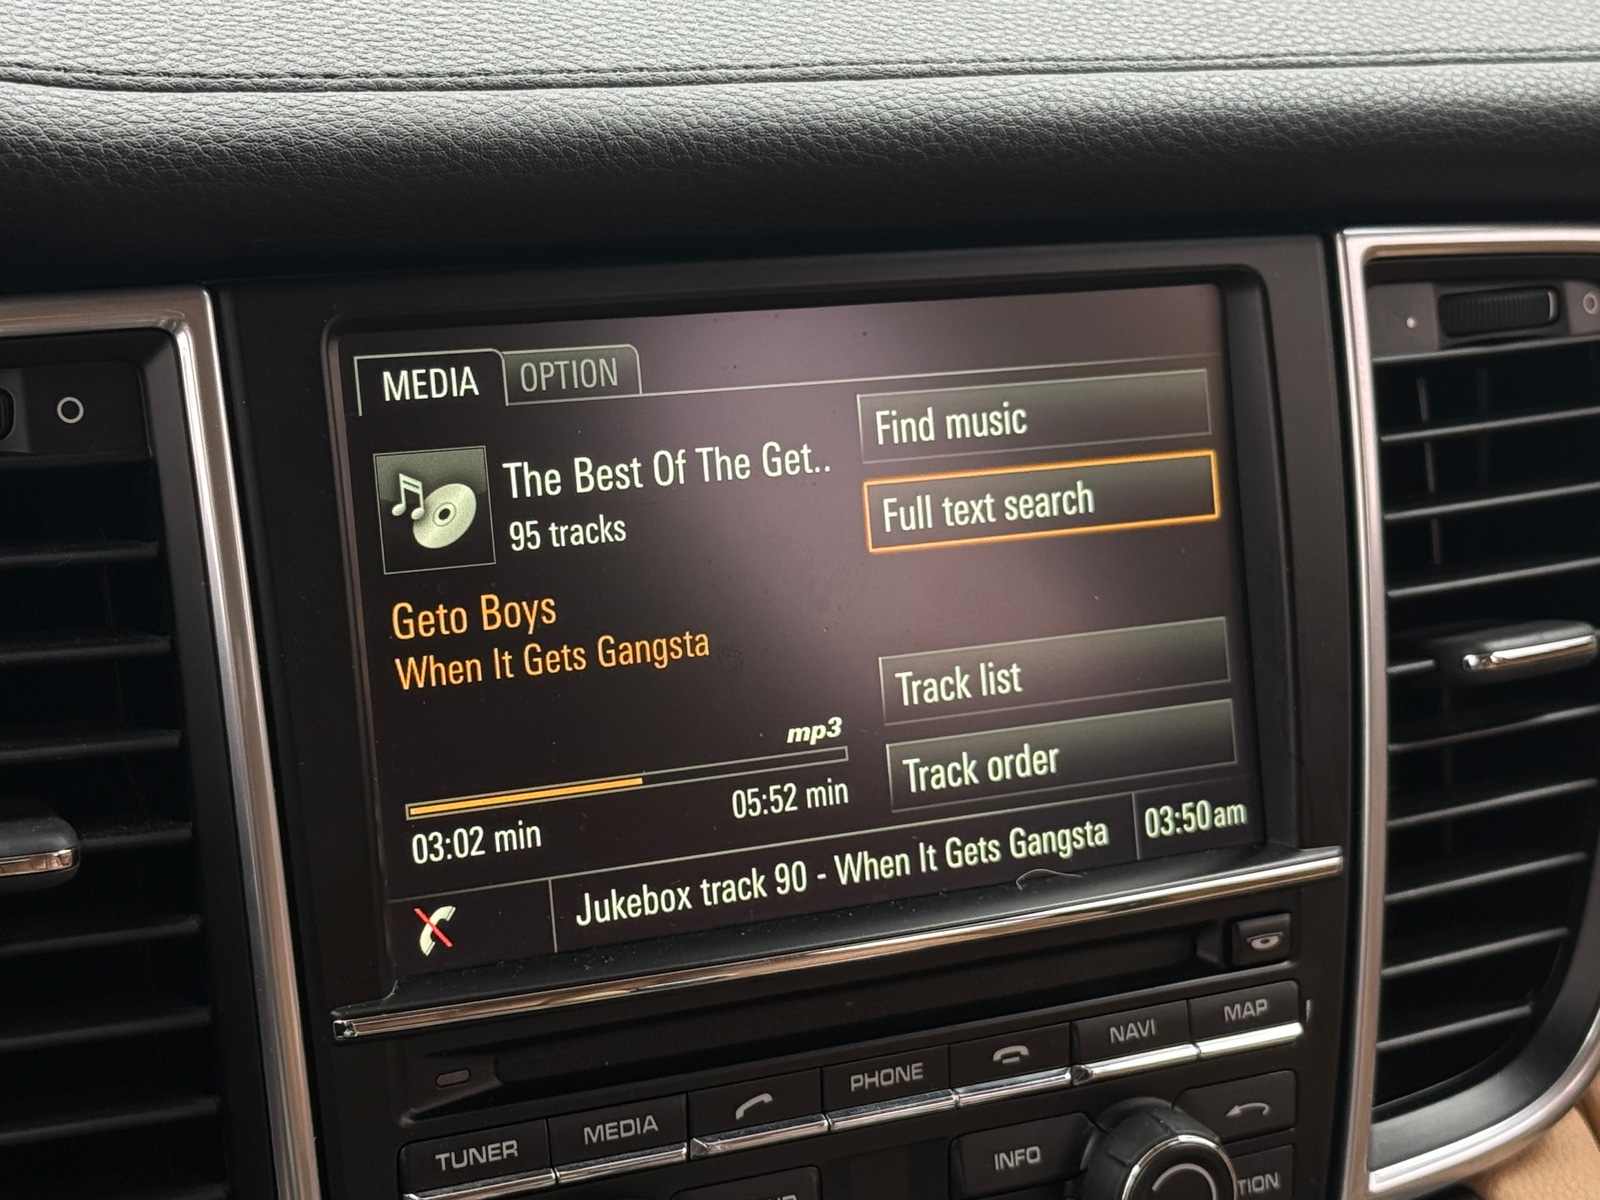 MEDIA
OPTION
The Best Of The Get..
95 tracks
Geto Boys
When It Gets Gangsta
mp3
03:02 min
05:52 min
Find music
Full text search
Track list
Track order
Jukebox track 90 - When It Gets Gangsta
03:50am
TUNER
MEDIA
PHONE
NAVI
MAP
INFO
TION